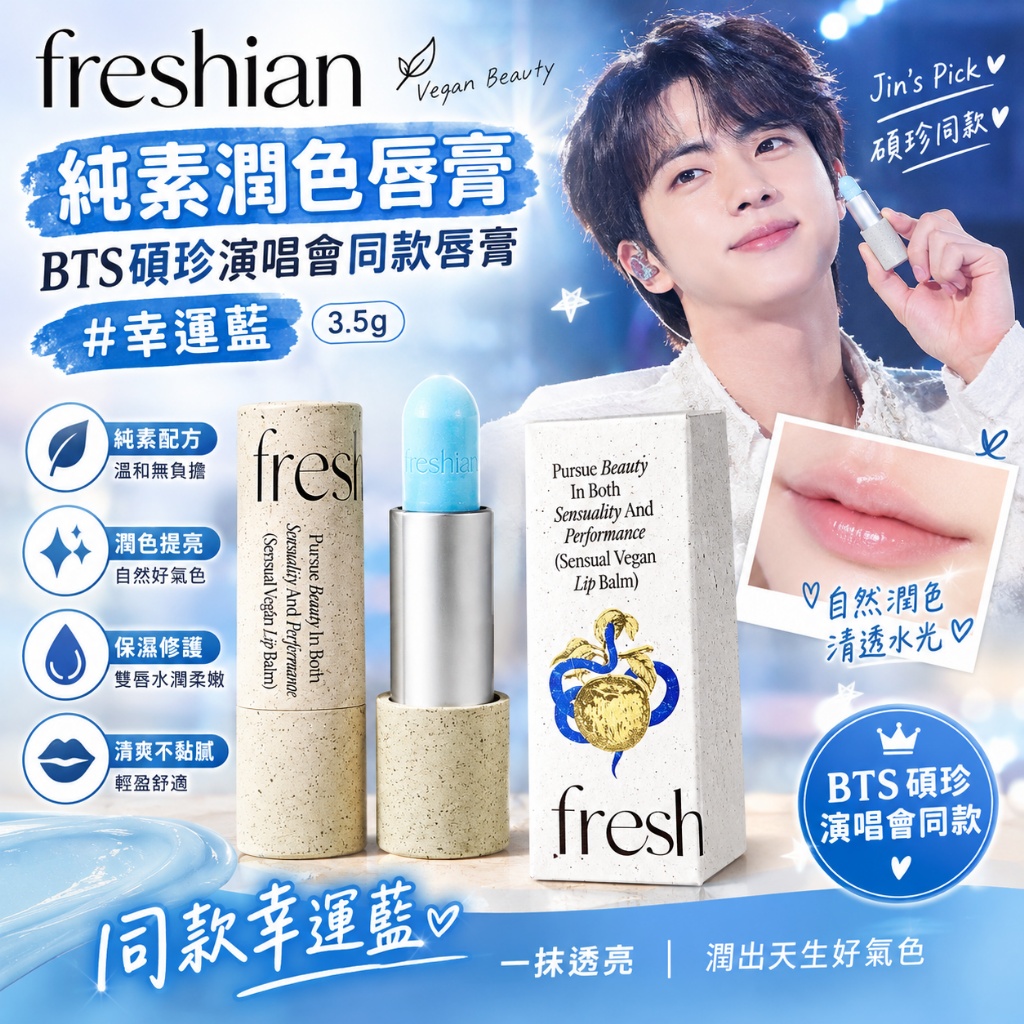 freshian
Vegan Beauty
純素潤色唇膏
BTS碩珍演唱會同款唇膏
#幸運藍
3.5g
Jin's Pick
碩珍同款
純素配方
溫和無負擔
潤色提亮
自然好氣色
保濕修護
雙唇水潤柔嫩
清爽不黏膩
輕盈舒適
fresh
Pursue Beauty In Both
Sensuality And Performance
(Sensual Vegan Lip Balm)
freshian
Pursue Beauty
In Both
Sensuality And
Performance
(Sensual Vegan
Lip Balm)
fresh
自然潤色
清透水光
BTS碩珍
演唱會同款
同款幸運藍
一抹透亮 | 潤出天生好氣色